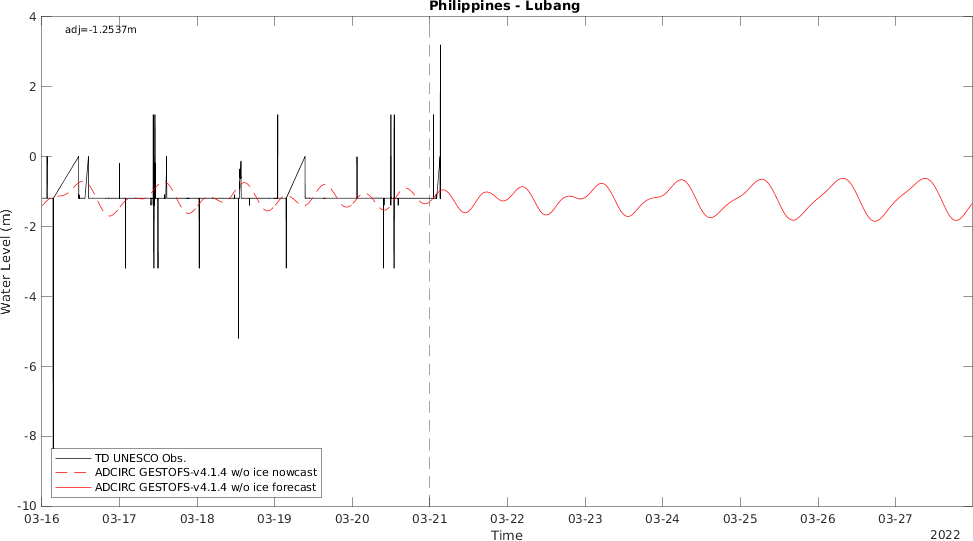 Philippines - Lubang
adj=-1.2537m
4
2
0
-2
-4
-6
-8
-10
Water Level (m)
TD UNESCO Obs.
ADCIRC GESTOFS-v4.1.4 w/o ice nowcast
ADCIRC GESTOFS-v4.1.4 w/o ice forecast
03-16 03-17 03-18 03-19 03-20 03-21 03-22 03-23 03-24 03-25 03-26 03-27
Time
2022